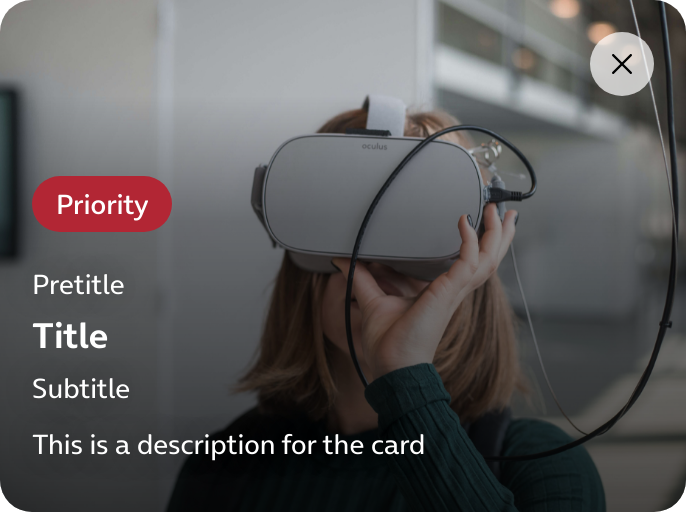 oculus
Priority
Pretitle
Title
Subtitle
This is a description for the card